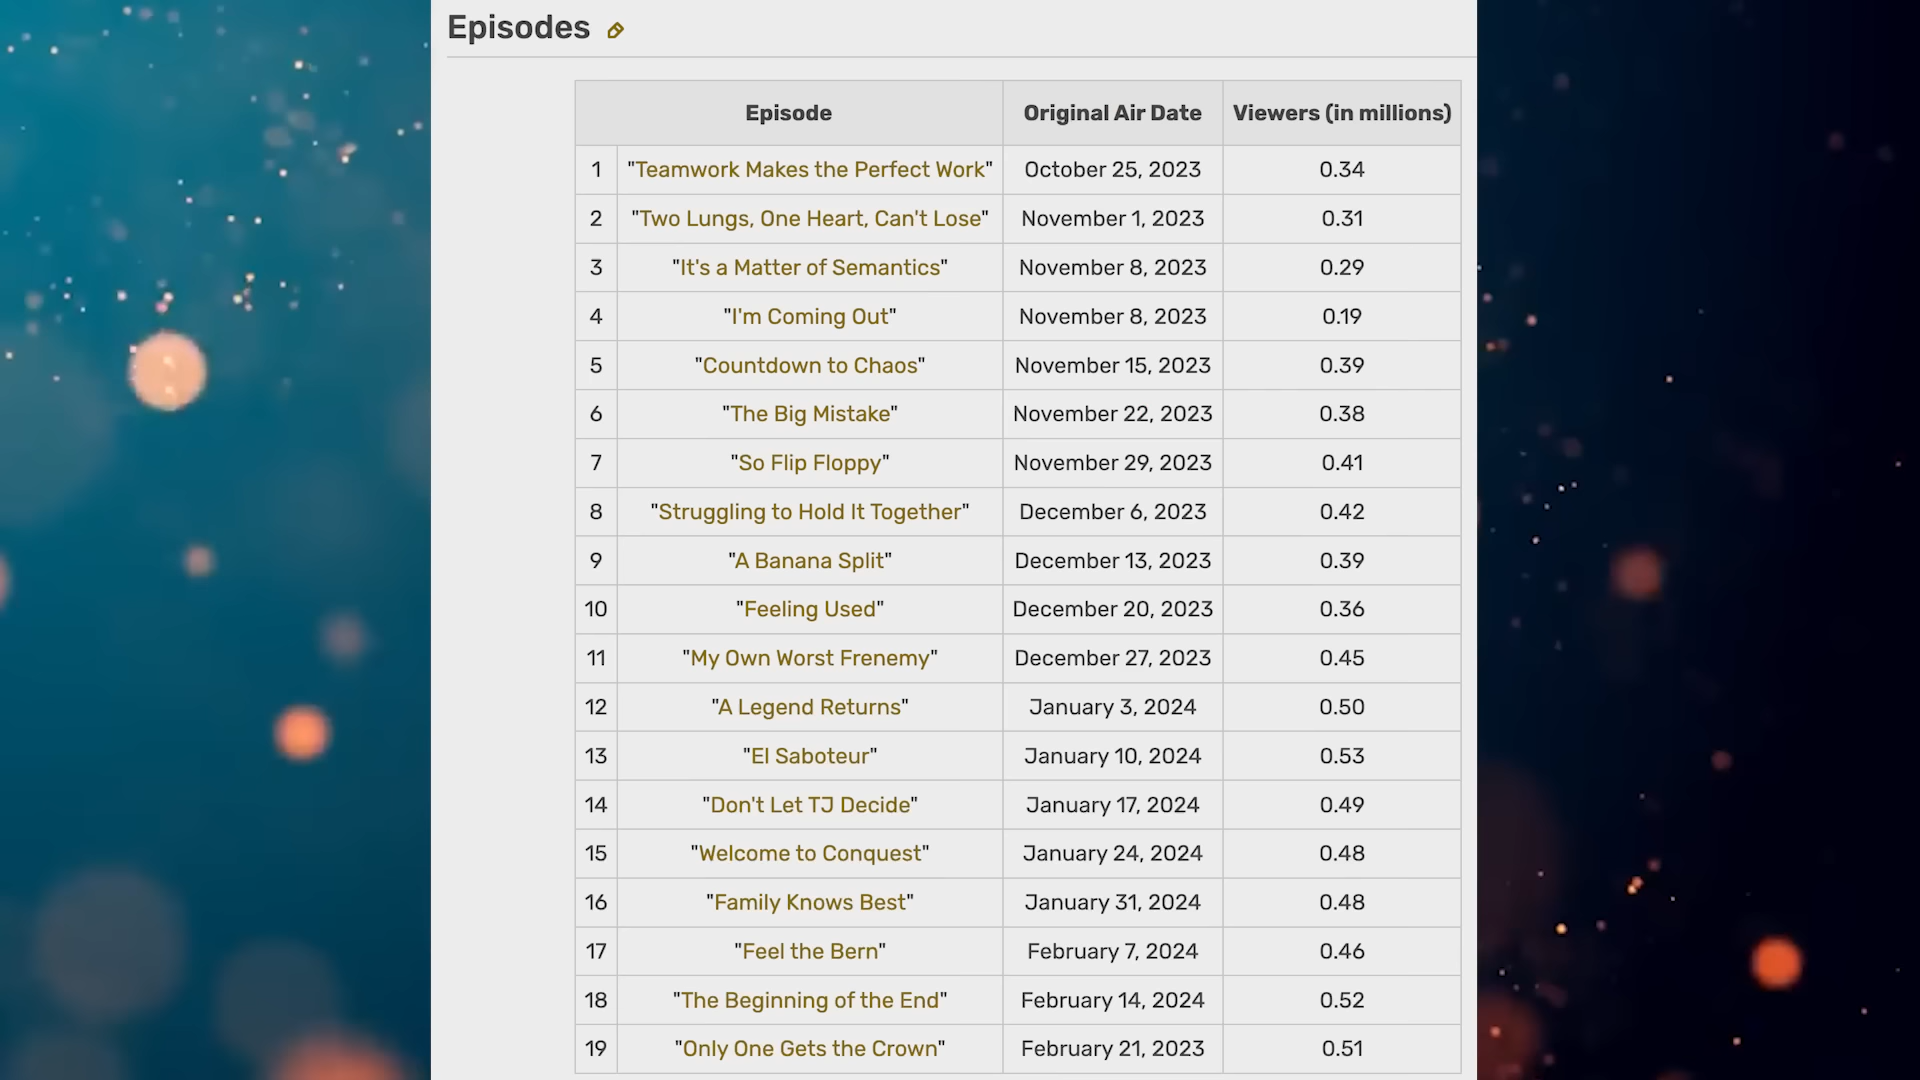 Episodes
Episode Original Air Date Viewers (in millions)
1 "Teamwork Makes the Perfect Work" October 25, 2023 0.34
2 "Two Lungs, One Heart, Can't Lose" November 1, 2023 0.31
3 "It's a Matter of Semantics" November 8, 2023 0.29
4 "I'm Coming Out" November 8, 2023 0.19
5 "Countdown to Chaos" November 15, 2023 0.39
6 "The Big Mistake" November 22, 2023 0.38
7 "So Flip Floppy" November 29, 2023 0.41
8 "Struggling to Hold It Together" December 6, 2023 0.42
9 "A Banana Split" December 13, 2023 0.39
10 "Feeling Used" December 20, 2023 0.36
11 "My Own Worst Frenemy" December 27, 2023 0.45
12 "A Legend Returns" January 3, 2024 0.50
13 "El Saboteur" January 10, 2024 0.53
14 "Don't Let TJ Decide" January 17, 2024 0.49
15 "Welcome to Conquest" January 24, 2024 0.48
16 "Family Knows Best" January 31, 2024 0.48
17 "Feel the Bern" February 7, 2024 0.46
18 "The Beginning of the End" February 14, 2024 0.52
19 "Only One Gets the Crown" February 21, 2023 0.51